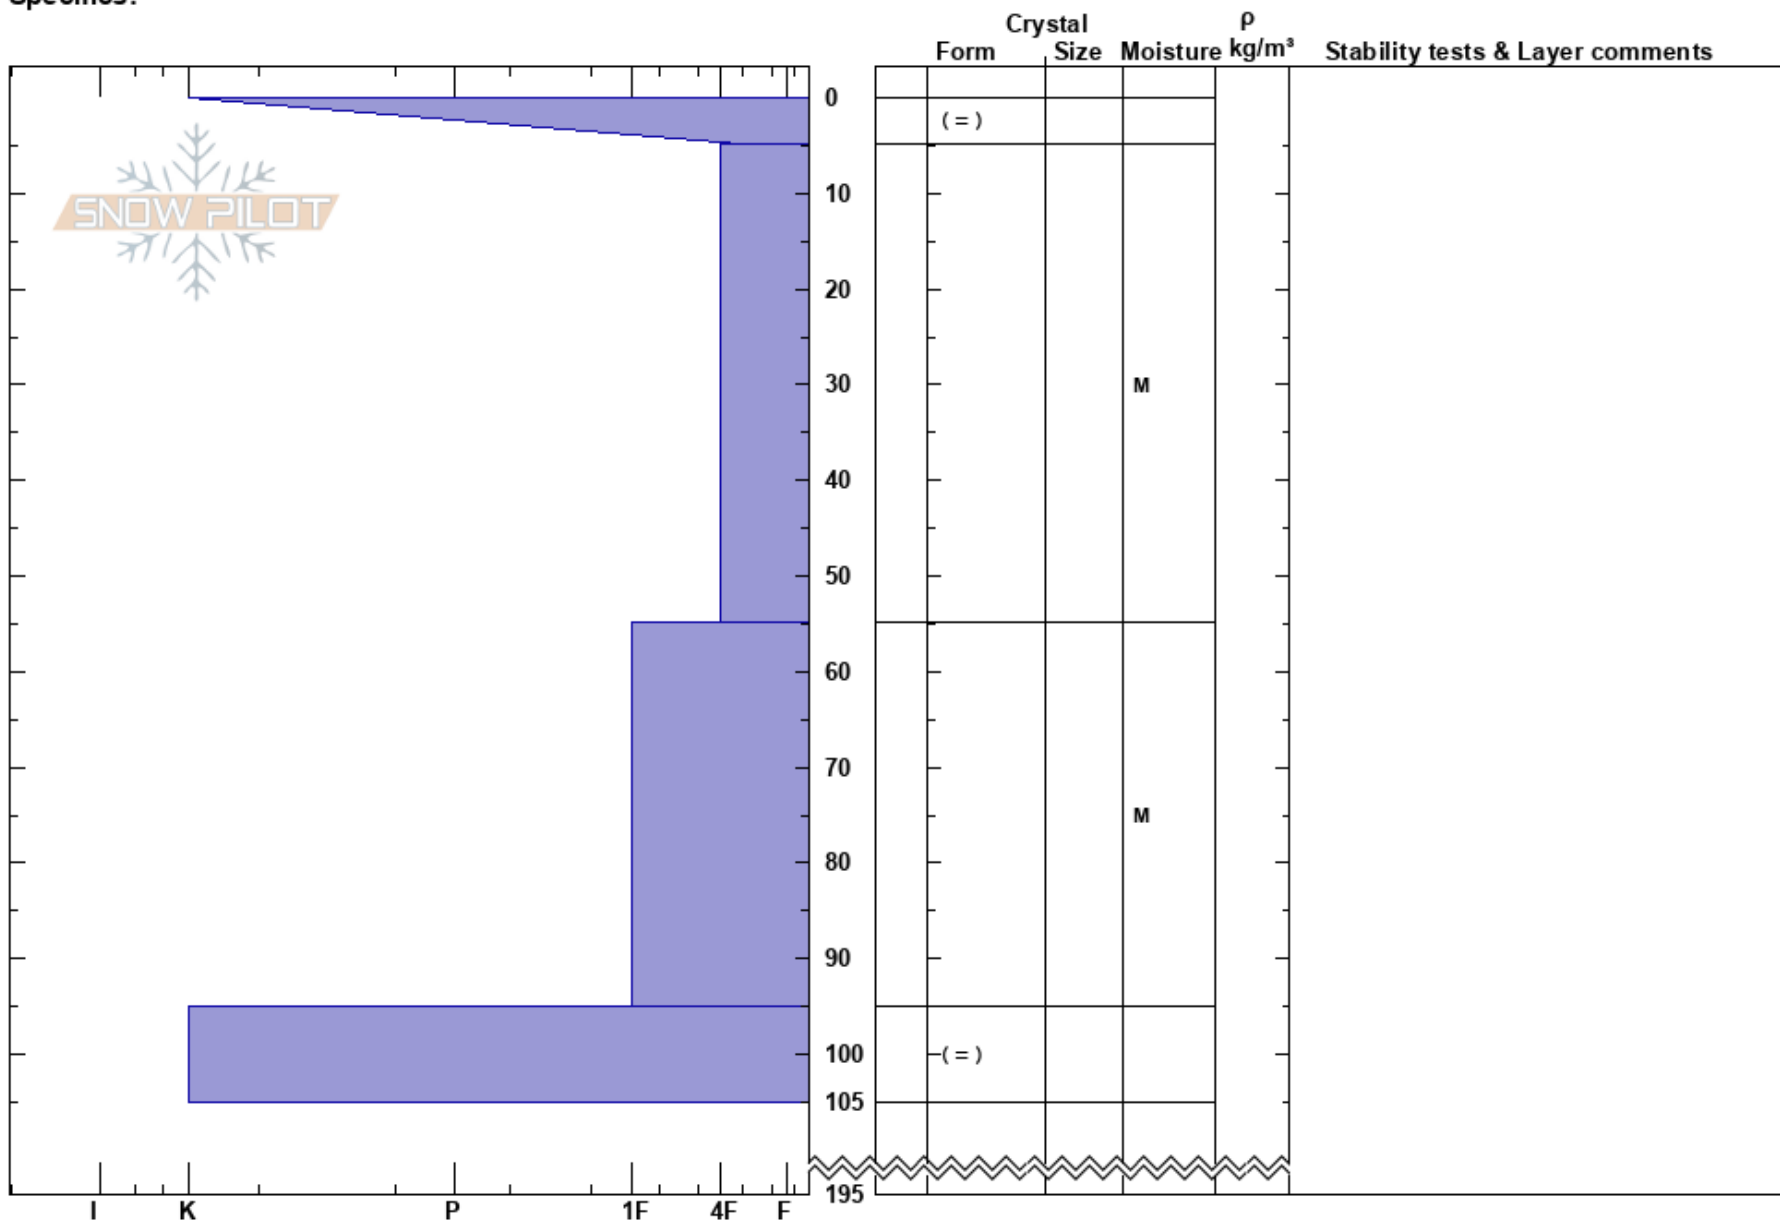 Specifics:
Crystal
ρ
Form Size Moisture kg/m³ Stability tests & Layer comments
0
(=)
SNOW PILOT
10
20
30
M
40
50
60
70
M
80
90
100
(=)
105
195
I K P 1F 4F F